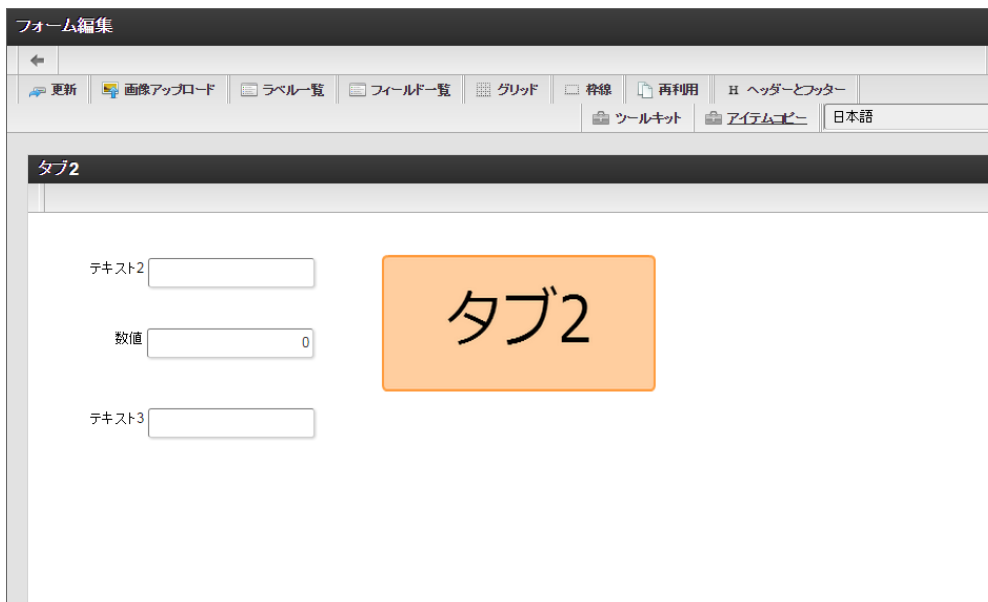 フォーム編集
更新 画像アップロード ラベル一覧 フィールド一覧 グリッド 枠線 再利用 H ヘッダーとフッター
ツールキット アイテムコピー 日本語
タブ2
テキスト2
タブ2
数値 0
テキスト3